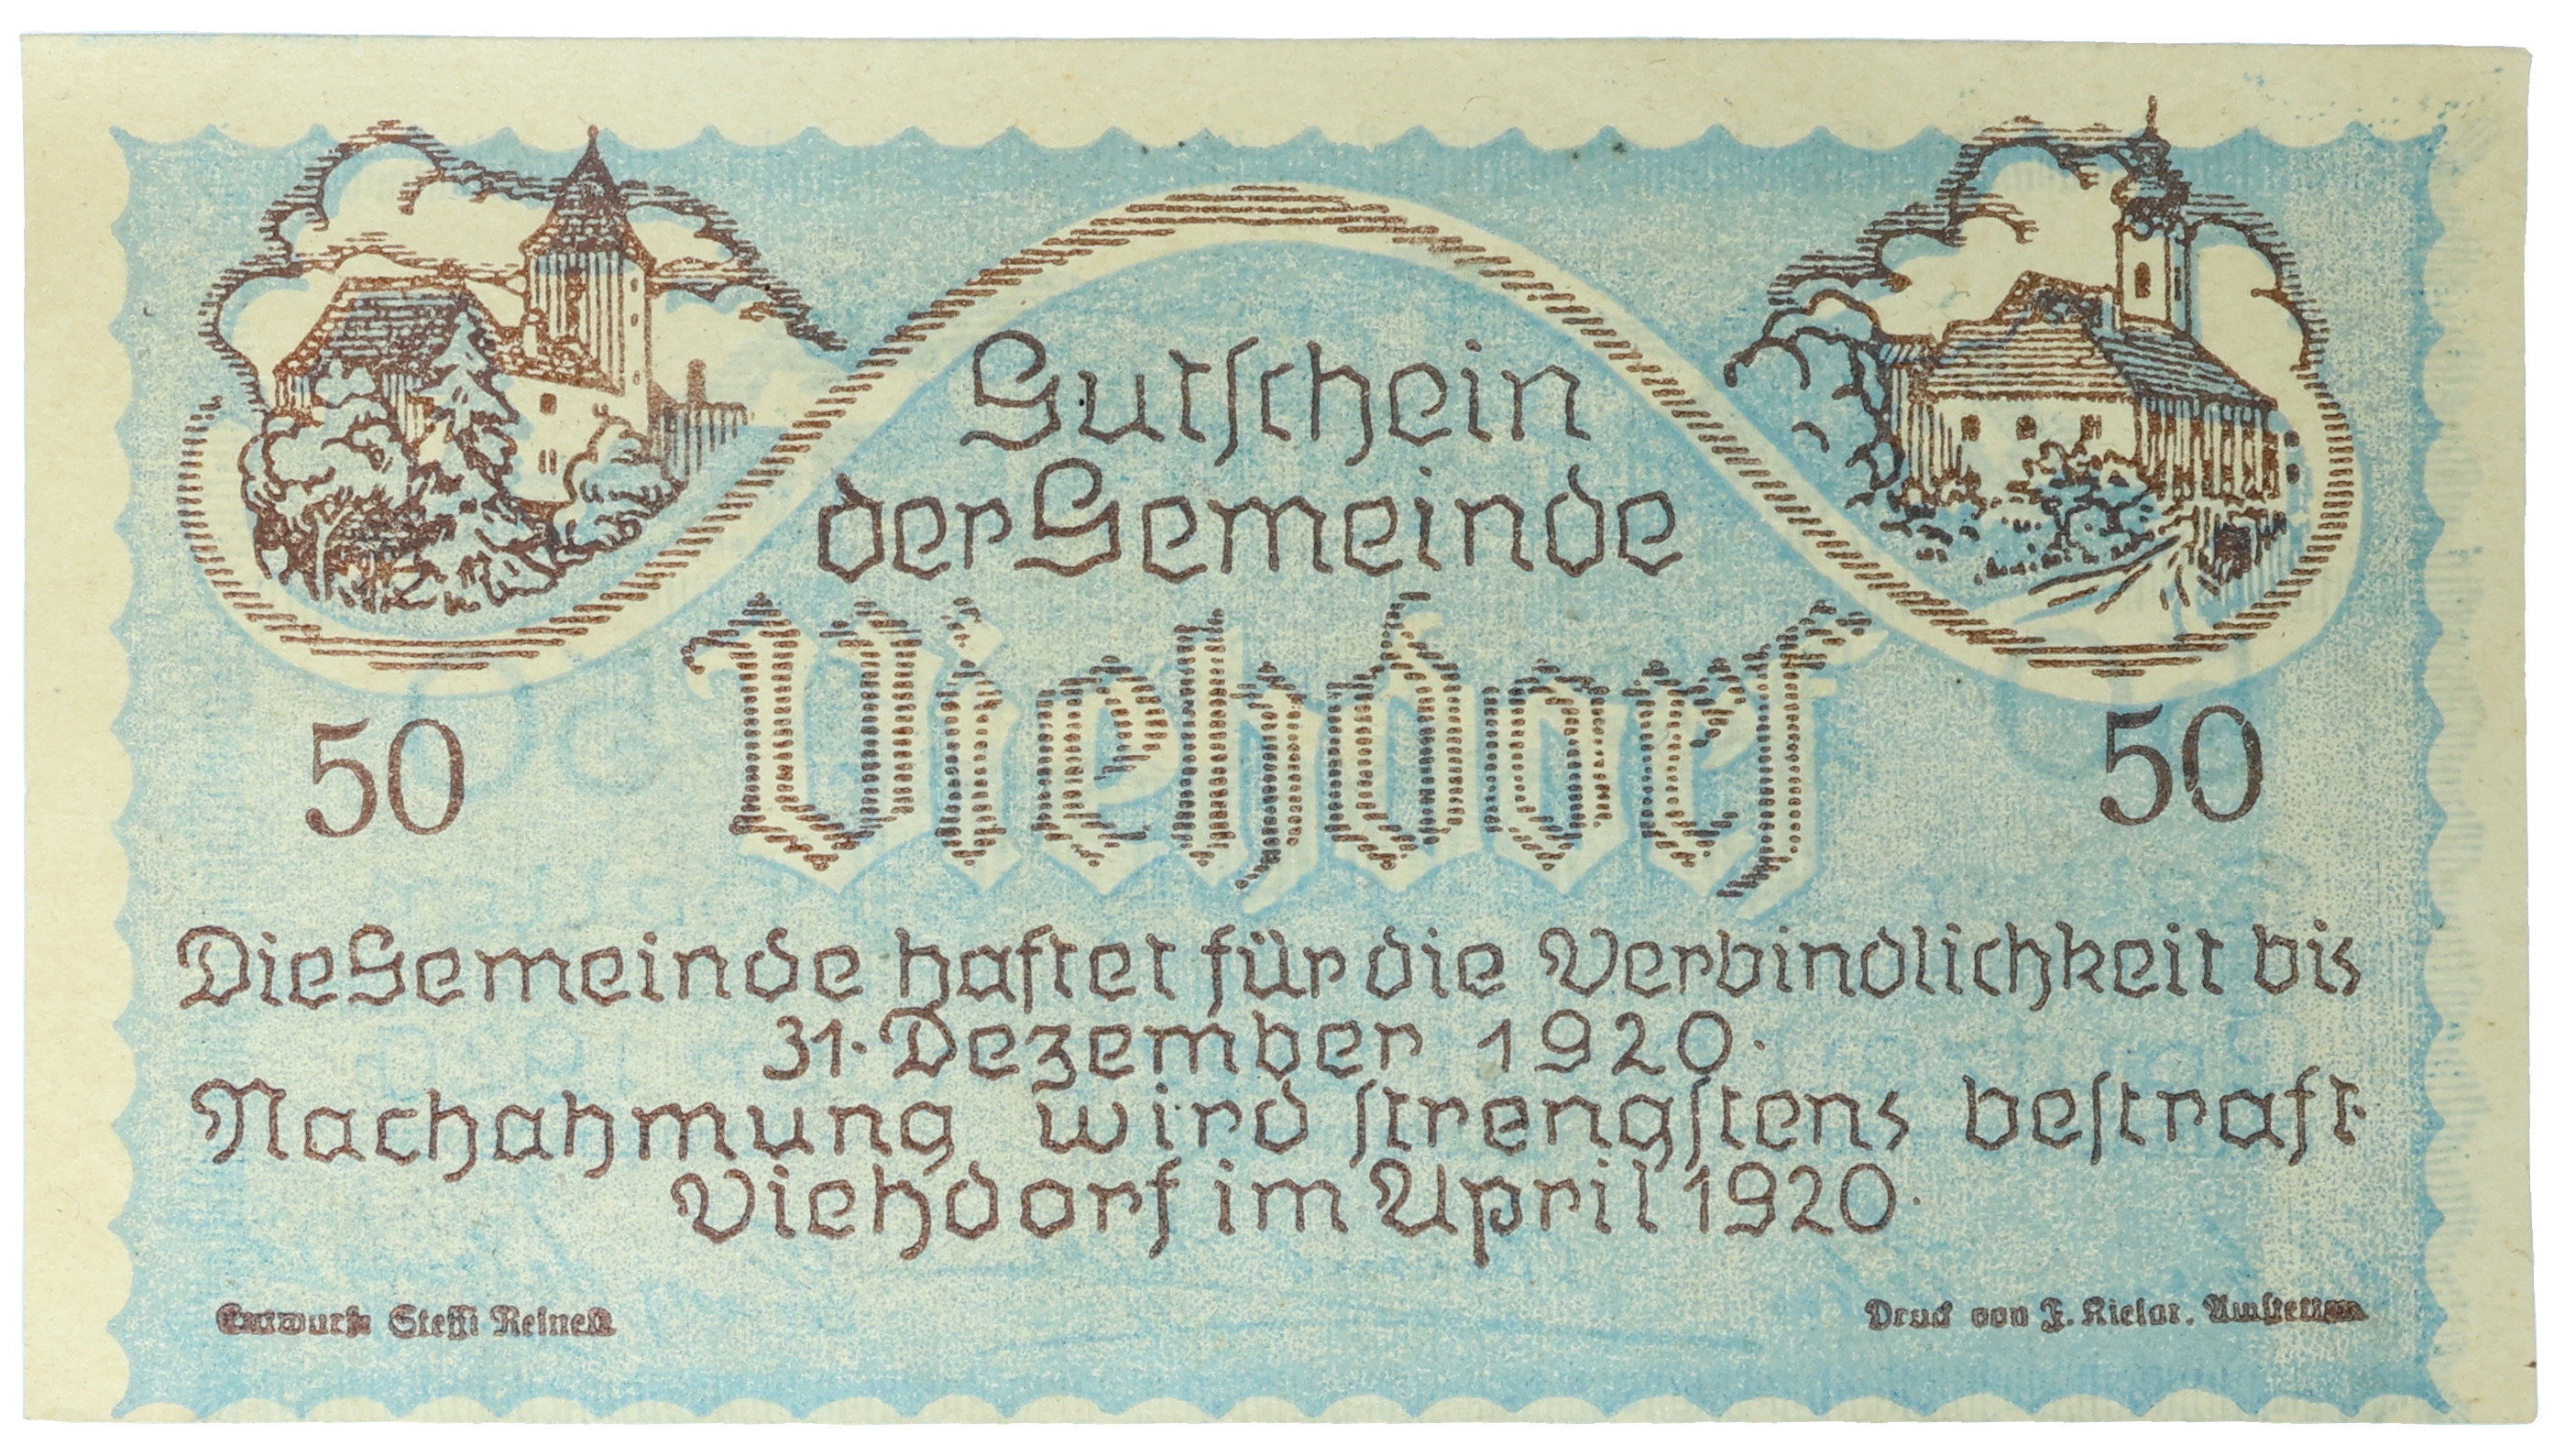 Gutschein
der Gemeinde
Viehdorf
50
50
Die Gemeinde haftet für die Verbindlichkeit bis
31. Dezember 1920.
Nachahmung wird strengstens bestraft.
Viehdorf im April 1920.
Entwurf: Steffi Reinelt
Druck von F. Kielar, Amstetten